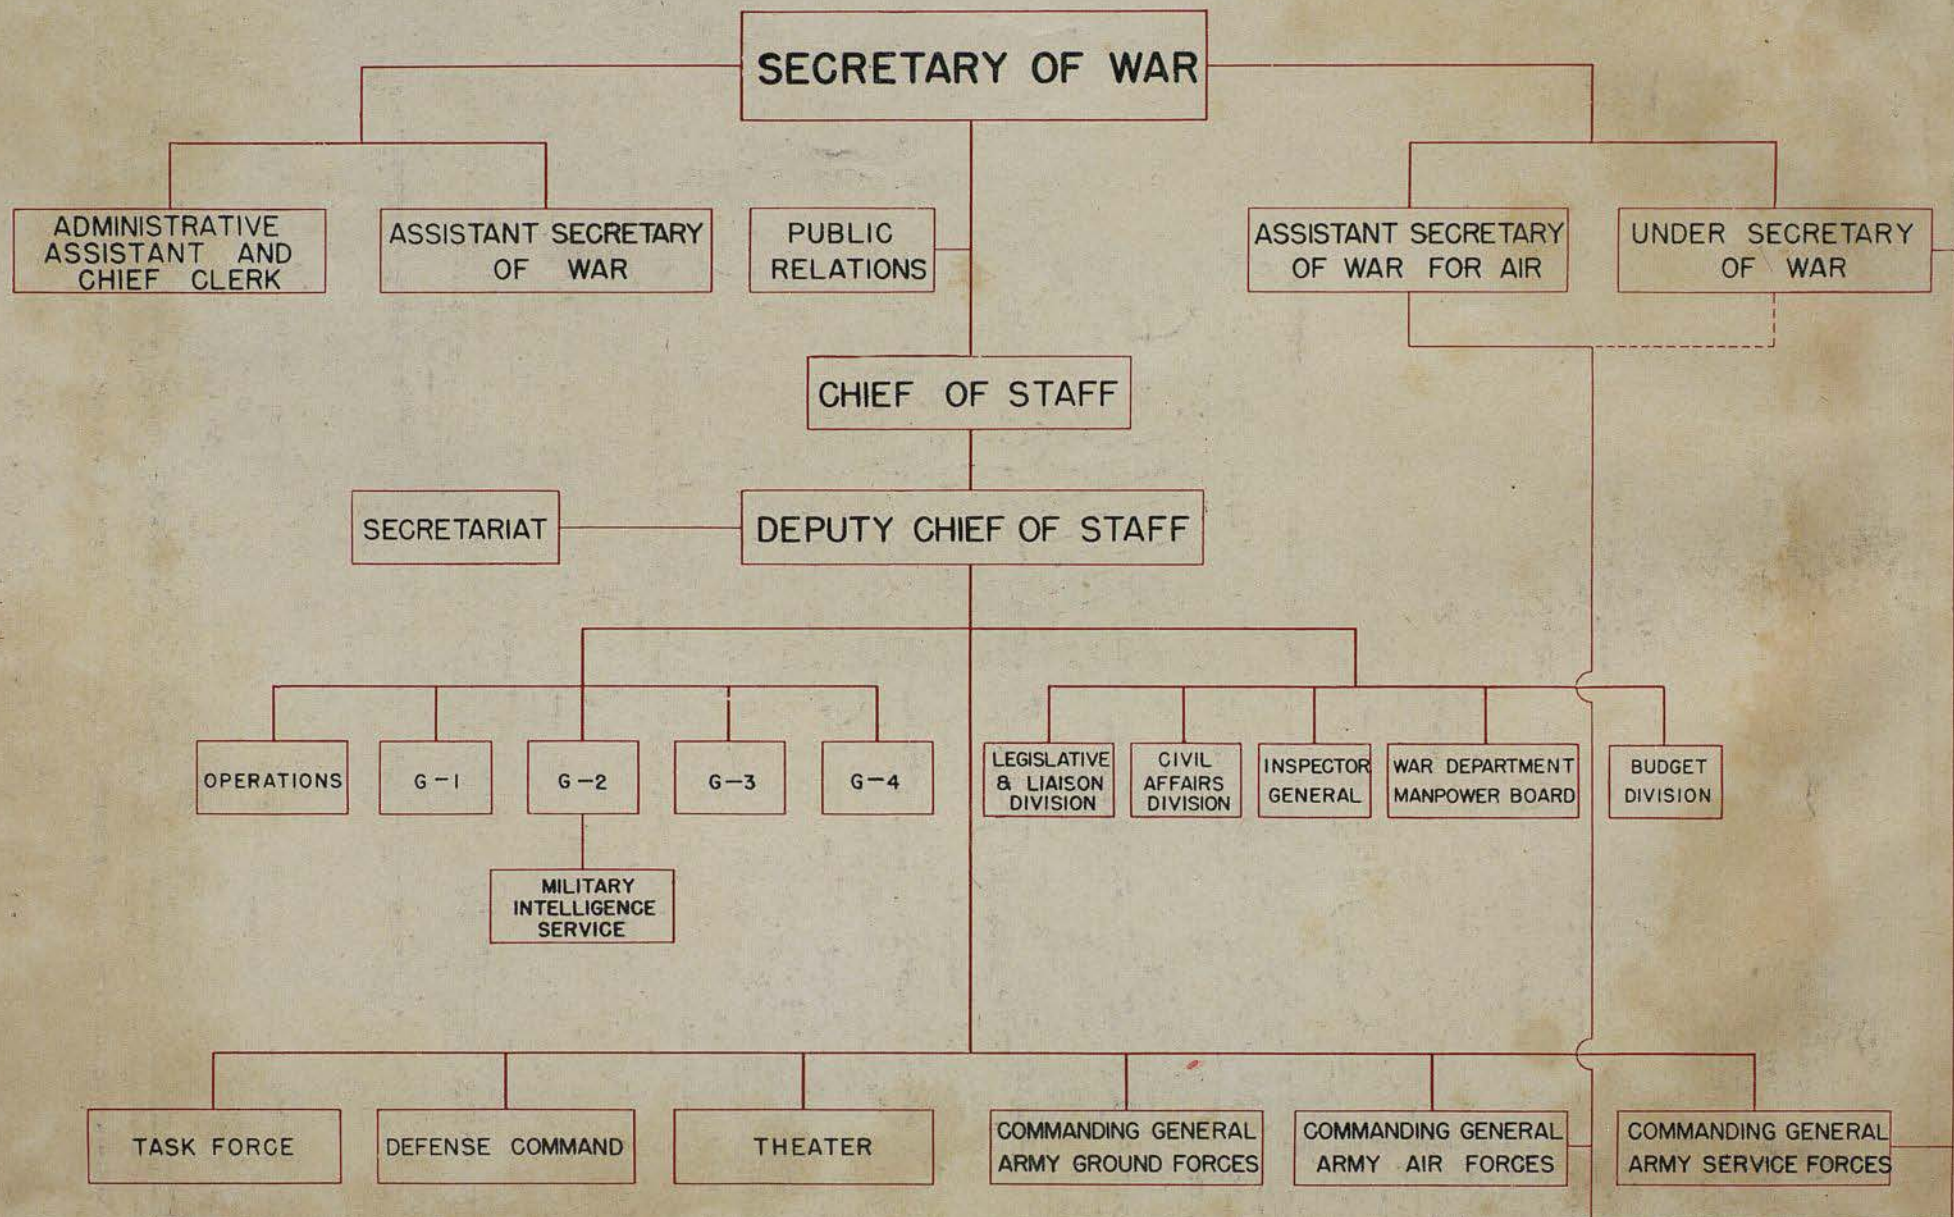 SECRETARY OF WAR
ADMINISTRATIVE
ASSISTANT AND
CHIEF CLERK
ASSISTANT SECRETARY
OF WAR
PUBLIC
RELATIONS
ASSISTANT SECRETARY
OF WAR FOR AIR
UNDER SECRETARY
OF WAR
CHIEF OF STAFF
SECRETARIAT
DEPUTY CHIEF OF STAFF
OPERATIONS
G-1
G-2
G-3
G-4
LEGISLATIVE
& LIAISON
DIVISION
CIVIL
AFFAIRS
DIVISION
INSPECTOR
GENERAL
WAR DEPARTMENT
MANPOWER BOARD
BUDGET
DIVISION
MILITARY
INTELLIGENCE
SERVICE
TASK FORCE
DEFENSE COMMAND
THEATER
COMMANDING GENERAL
ARMY GROUND FORCES
COMMANDING GENERAL
ARMY AIR FORCES
COMMANDING GENERAL
ARMY SERVICE FORCES